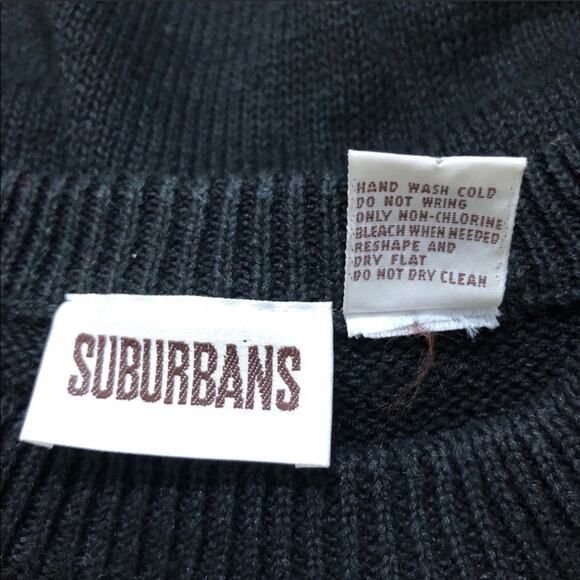 SUBURBANS
HAND WASH COLD
DO NOT WRING
ONLY NON-CHLORINE
BLEACH WHEN NEEDED
RESHAPE AND
DRY FLAT
DO NOT DRY CLEAN